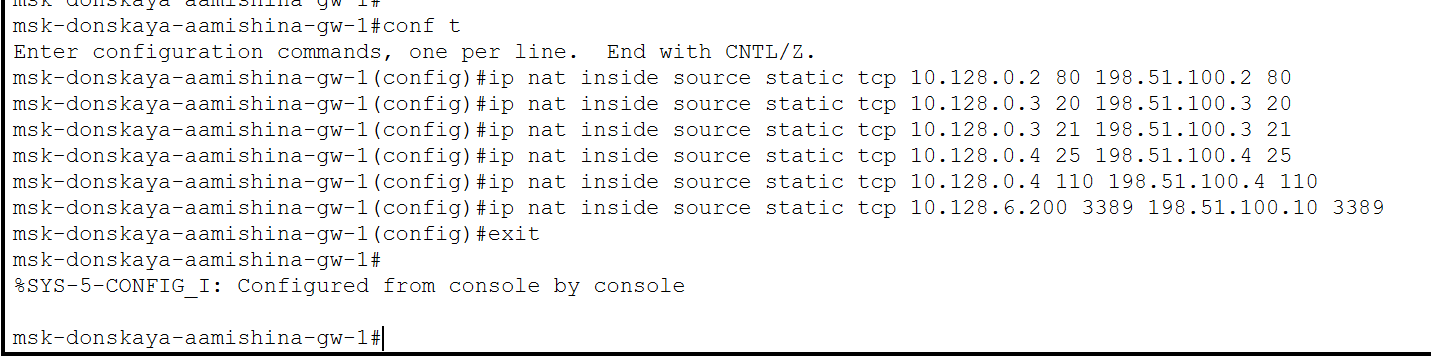 msk-donskaya-aamishina-gw-1#
msk-donskaya-aamishina-gw-1#conf t
Enter configuration commands, one per line.  End with CNTL/Z.
msk-donskaya-aamishina-gw-1(config)#ip nat inside source static tcp 10.128.0.2 80 198.51.100.2 80
msk-donskaya-aamishina-gw-1(config)#ip nat inside source static tcp 10.128.0.3 20 198.51.100.3 20
msk-donskaya-aamishina-gw-1(config)#ip nat inside source static tcp 10.128.0.3 21 198.51.100.3 21
msk-donskaya-aamishina-gw-1(config)#ip nat inside source static tcp 10.128.0.4 25 198.51.100.4 25
msk-donskaya-aamishina-gw-1(config)#ip nat inside source static tcp 10.128.0.4 110 198.51.100.4 110
msk-donskaya-aamishina-gw-1(config)#ip nat inside source static tcp 10.128.6.200 3389 198.51.100.10 3389
msk-donskaya-aamishina-gw-1(config)#exit
msk-donskaya-aamishina-gw-1#
%SYS-5-CONFIG_I: Configured from console by console
msk-donskaya-aamishina-gw-1#